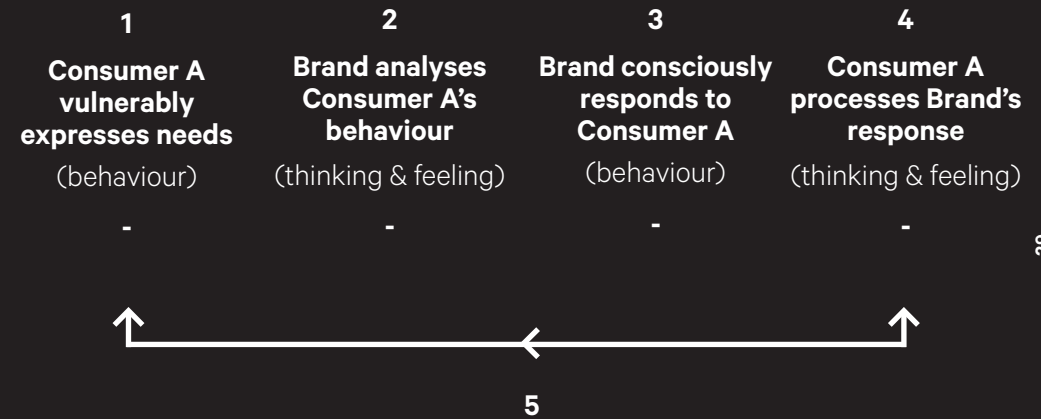 1
Consumer A
vulnerably
expresses needs
(behaviour)
-
2
Brand analyses
Consumer A's
behaviour
(thinking & feeling)
-
3
Brand consciously
responds to
Consumer A
(behaviour)
-
4
Consumer A
processes Brand's
response
(thinking & feeling)
-
5